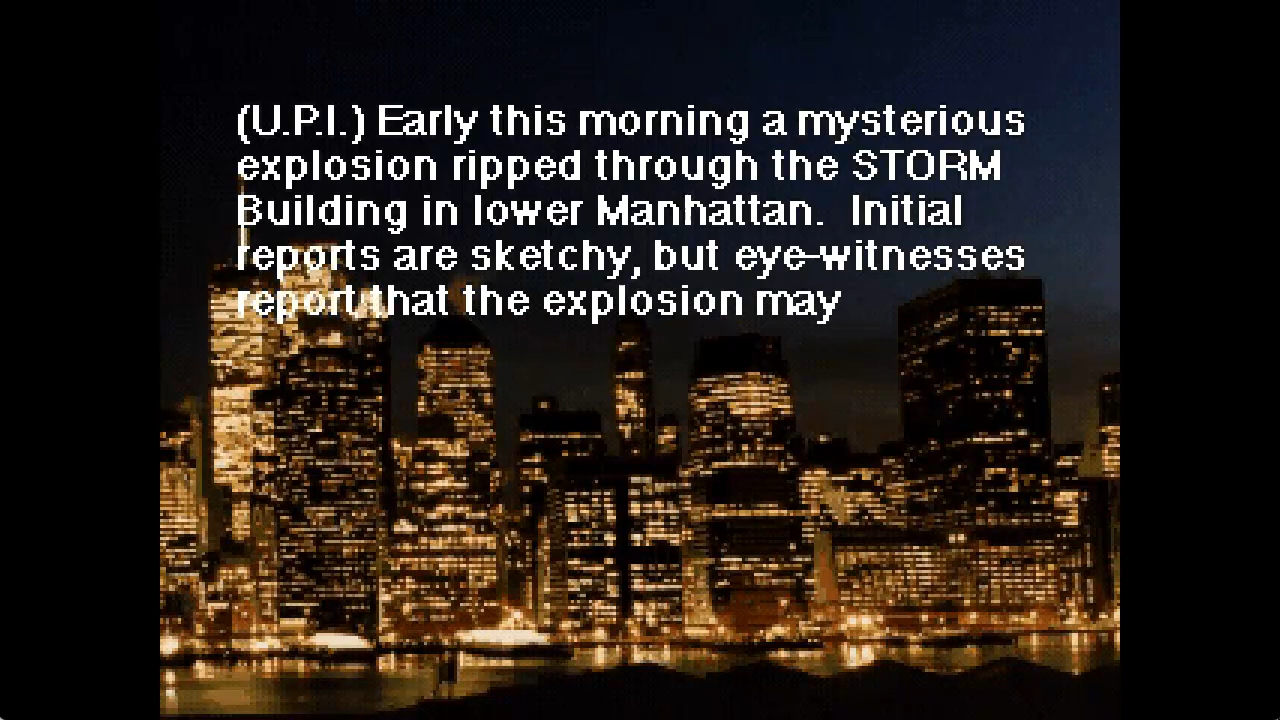 (U.P.I.) Early this morning a mysterious
explosion ripped through the STORM
Building in lower Manhattan.  Initial
reports are sketchy, but eye-witnesses
report that the explosion may